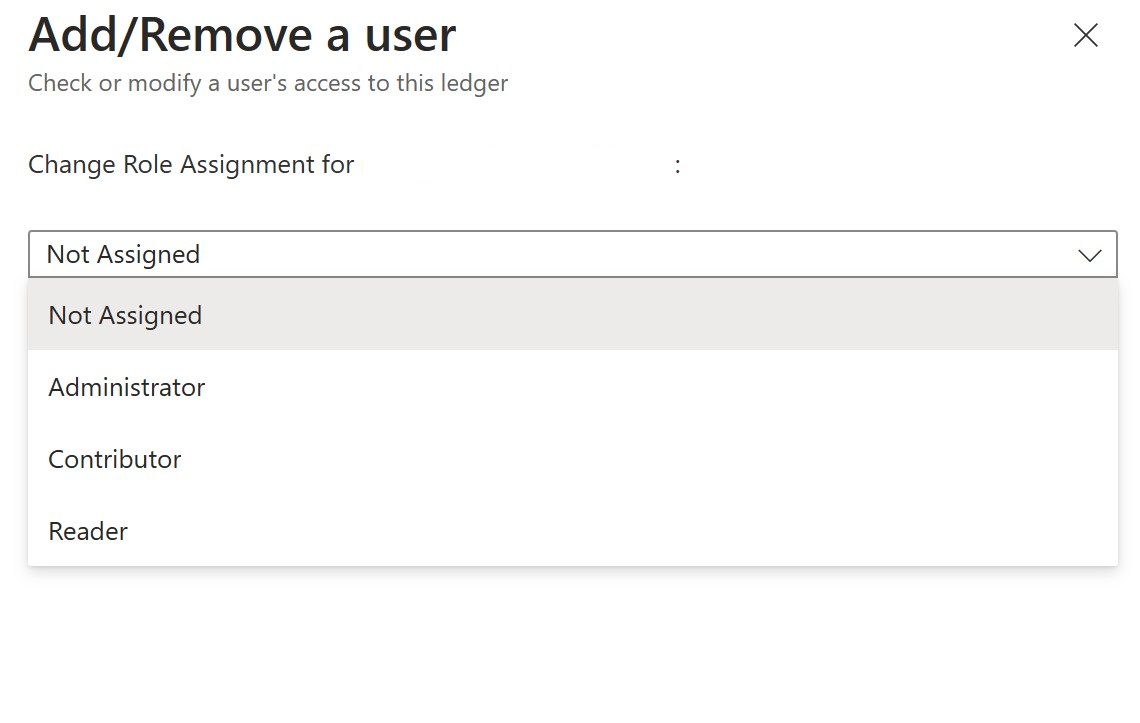 Add/Remove a user
Check or modify a user's access to this ledger
Change Role Assignment for :
Not Assigned
Not Assigned
Administrator
Contributor
Reader